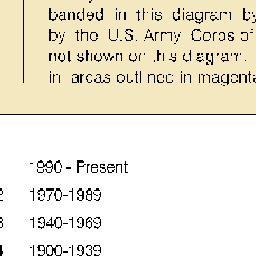 banded in this diagram by
by the U.S. Army Corps of
not shown on this diagram.
in areas outlined in magenta
1990 - Present
2 1970-1989
3 1940-1969
4 1900-1939